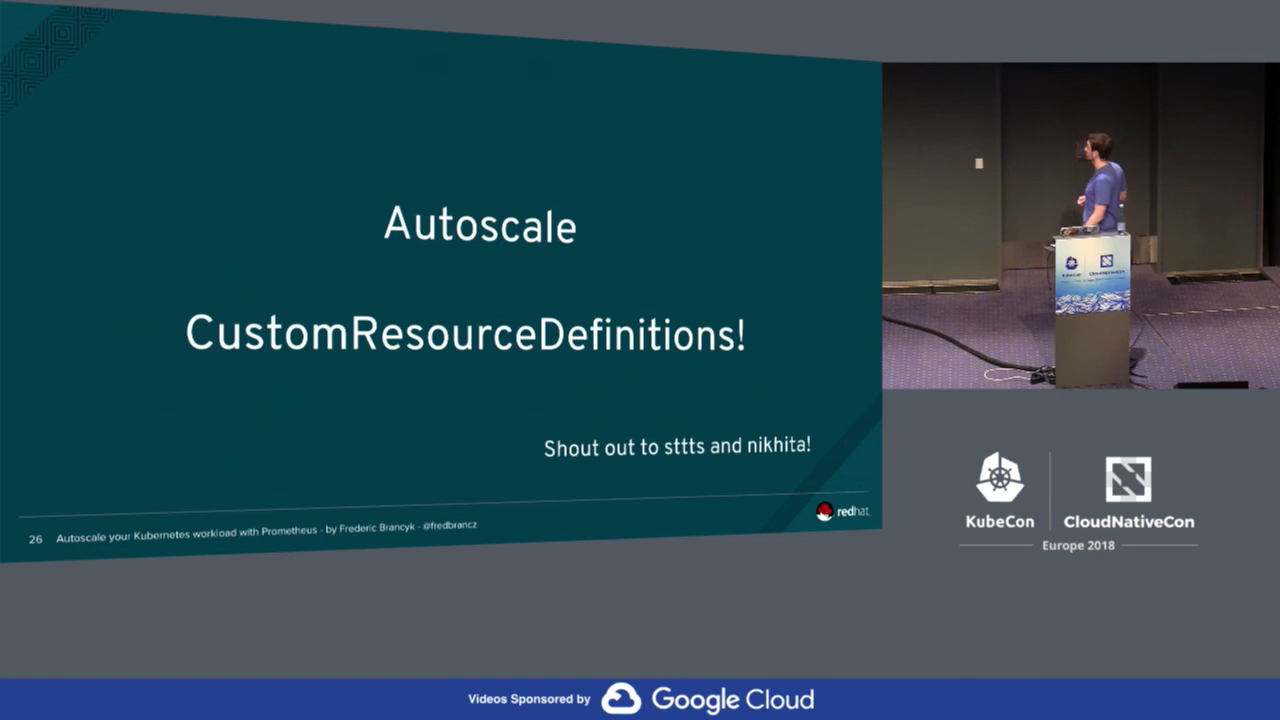 Autoscale
CustomResourceDefinitions!
Shout out to sttts and nikhita!
redhat.
26 Autoscale your Kubernetes workload with Prometheus - by Frederic Brancyk - @fredbrancz
KubeCon
CloudNativeCon
Europe 2018
Videos Sponsored by Google Cloud